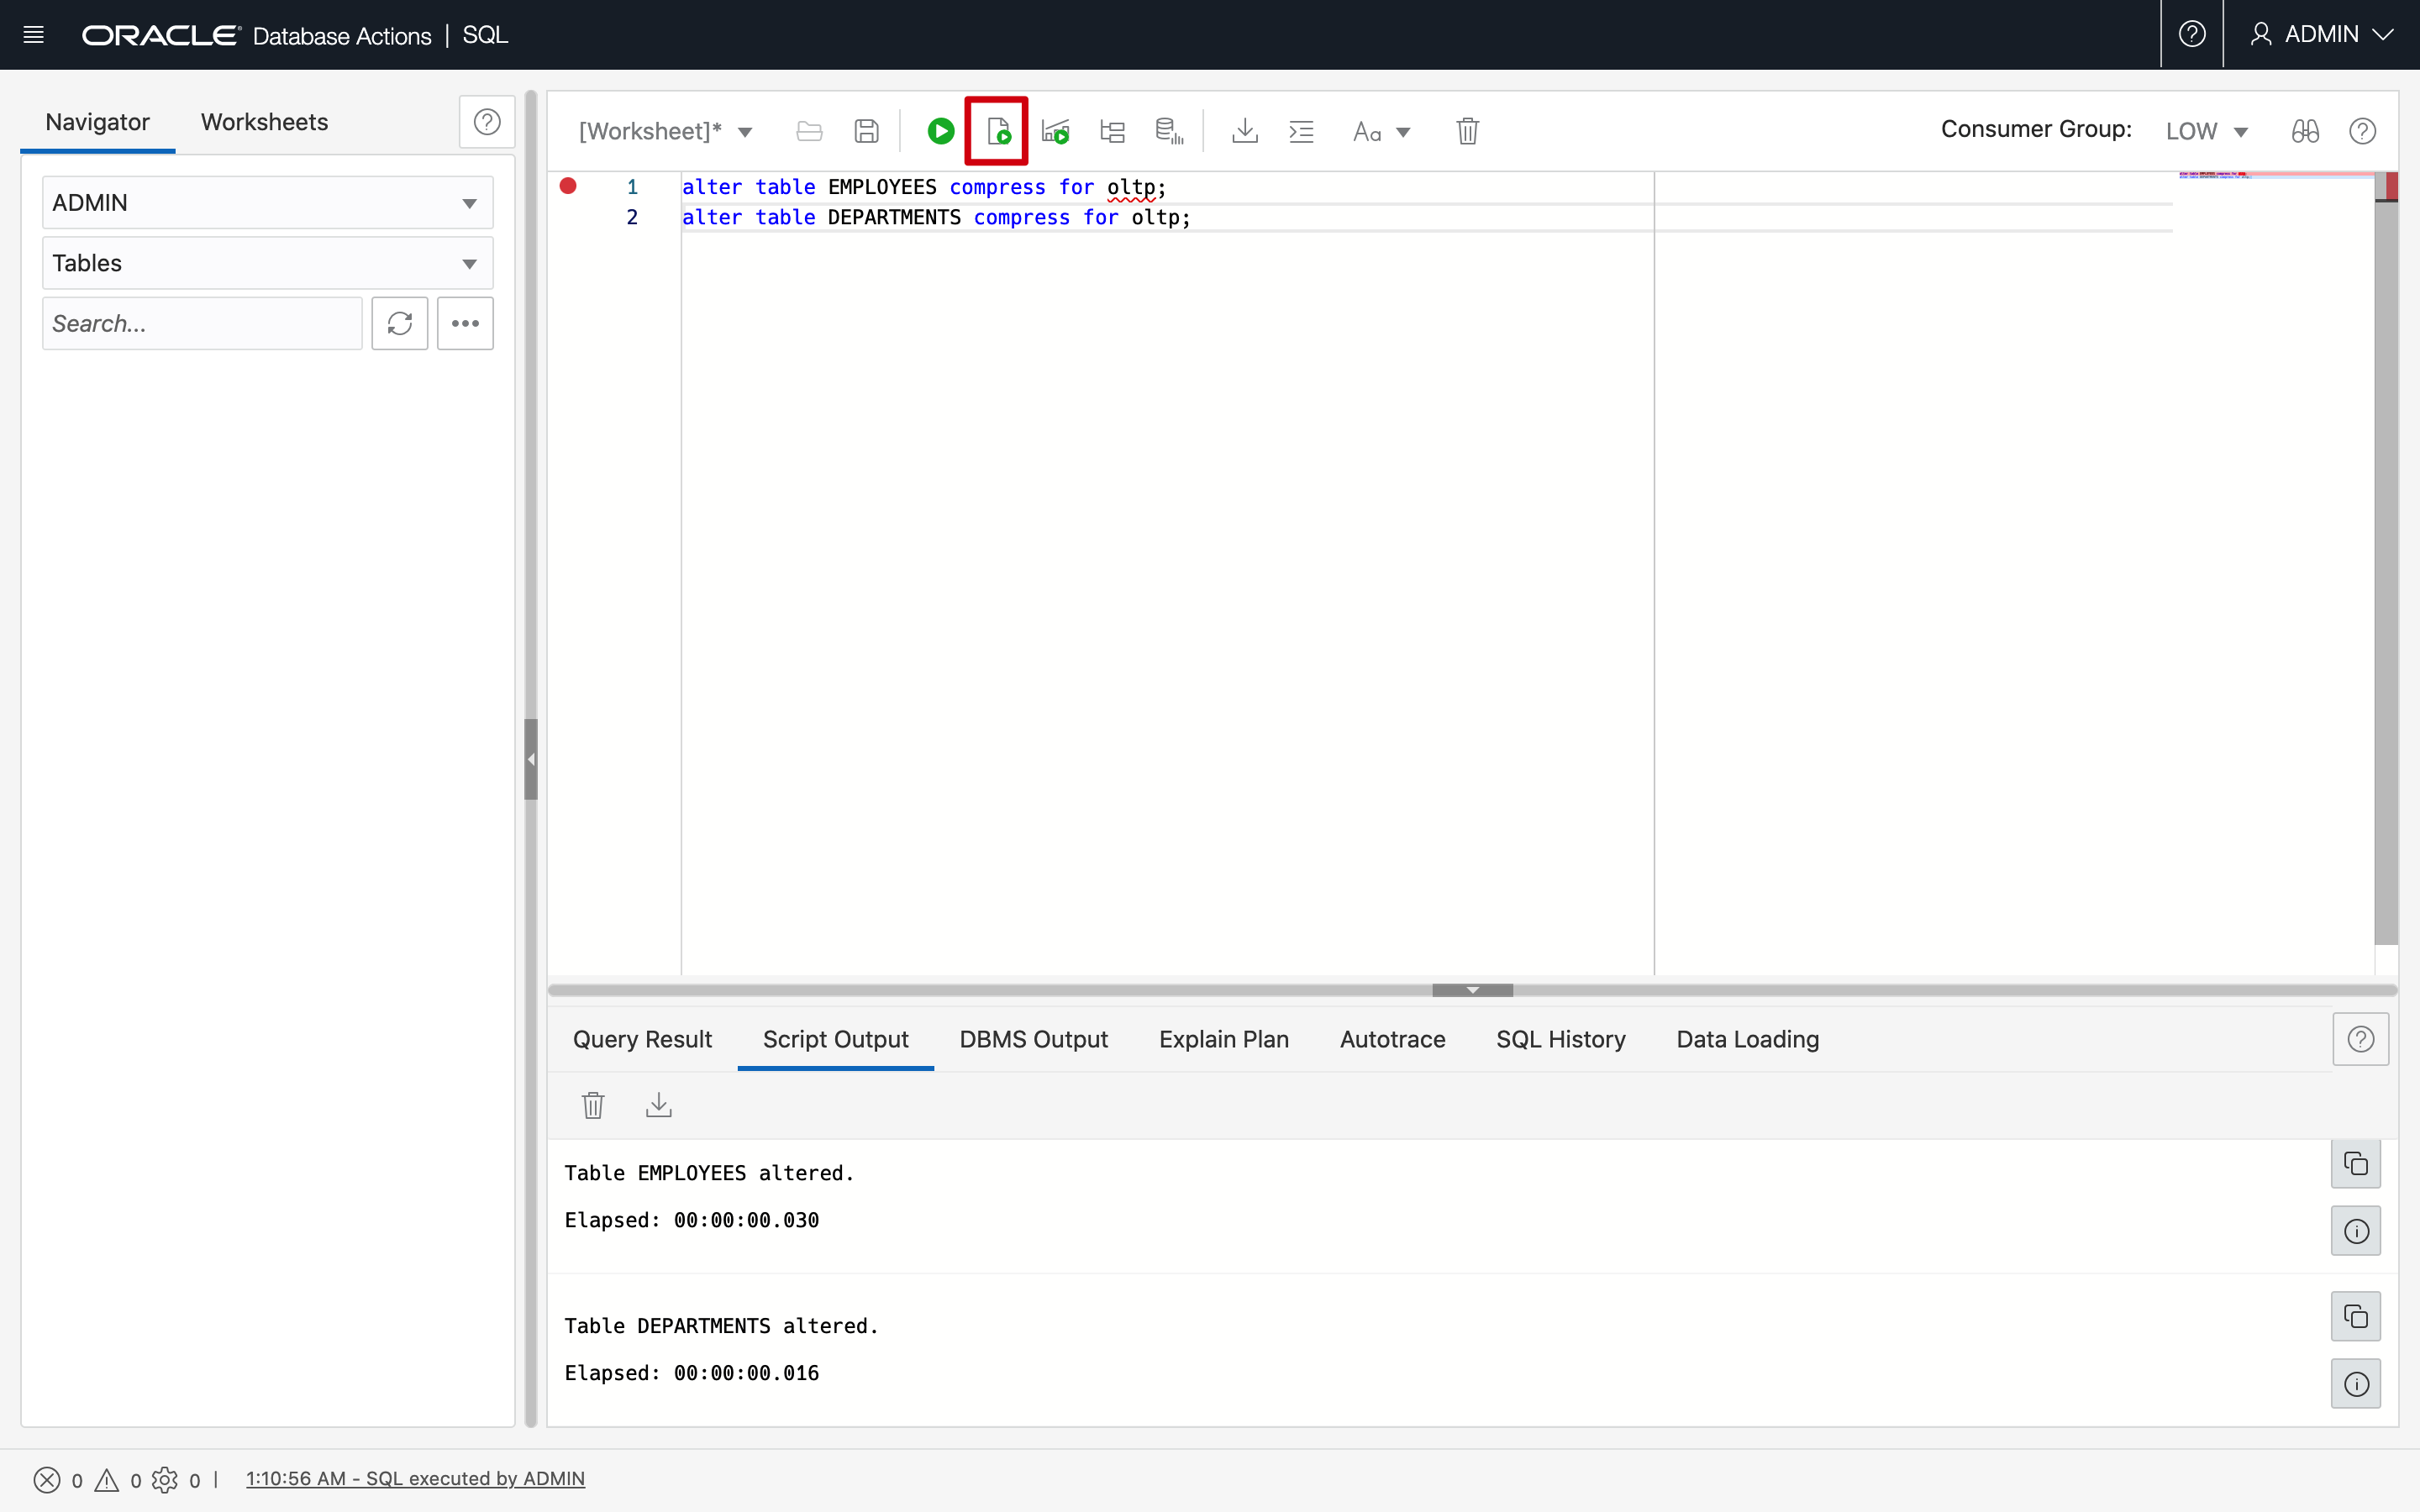 ORACLE Database Actions | SQL
ADMIN
Navigator
Worksheets
ADMIN
Tables
Search...
[Worksheet]*
Aa
Consumer Group:
LOW
1 alter table EMPLOYEES compress for oltp;
2 alter table DEPARTMENTS compress for oltp;
Query Result
Script Output
DBMS Output
Explain Plan
Autotrace
SQL History
Data Loading
Table EMPLOYEES altered.
Elapsed: 00:00:00.030
Table DEPARTMENTS altered.
Elapsed: 00:00:00.016
0 0 0 | 1:10:56 AM - SQL executed by ADMIN